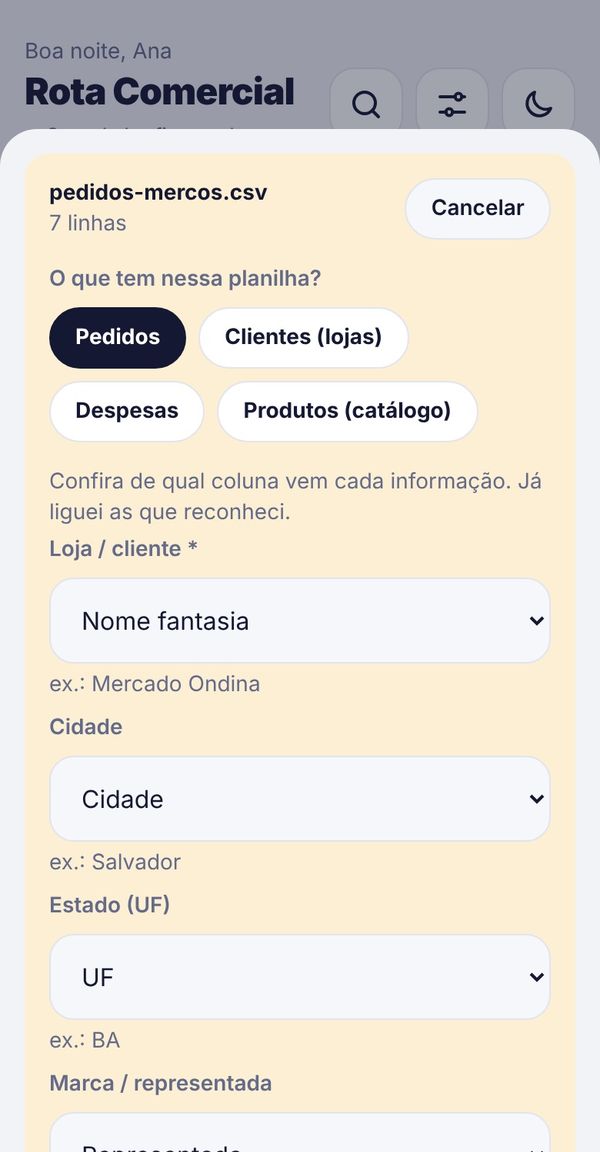 Boa noite, Ana
Rota Comercial
pedidos-mercos.csv
7 linhas
Cancelar
O que tem nessa planilha?
Pedidos
Clientes (lojas)
Despesas
Produtos (catálogo)
Confira de qual coluna vem cada informação. Já
liguei as que reconheci.
Loja / cliente *
Nome fantasia
ex.: Mercado Ondina
Cidade
Cidade
ex.: Salvador
Estado (UF)
UF
ex.: BA
Marca / representada
Representada